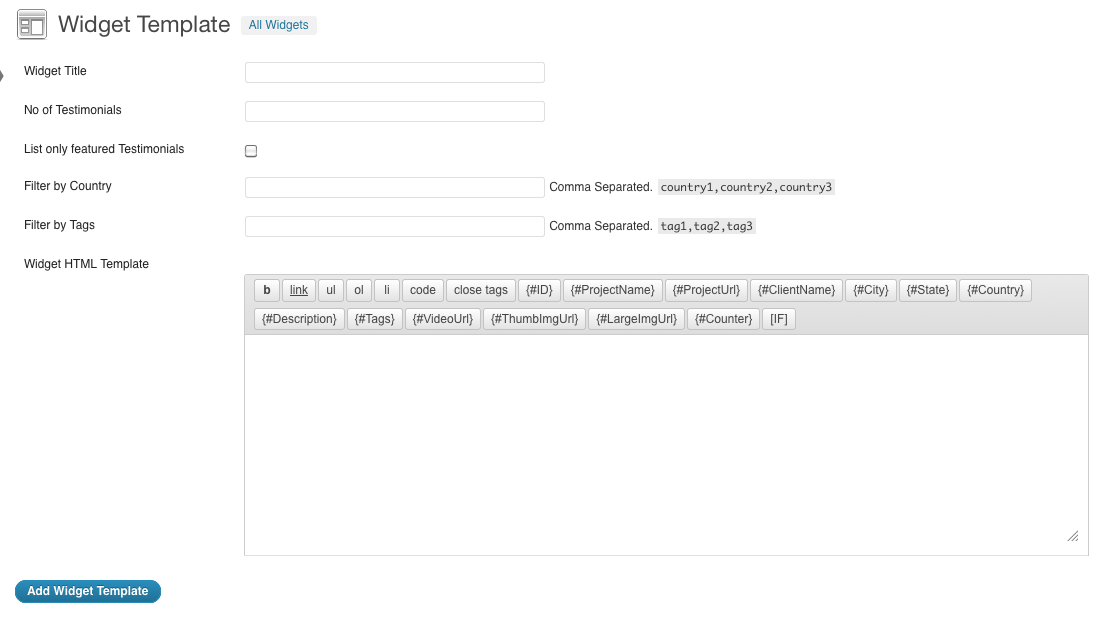 Widget Template All Widgets
Widget Title
No of Testimonials
List only featured Testimonials
Filter by Country Comma Separated. country1,country2,country3
Filter by Tags Comma Separated. tag1,tag2,tag3
Widget HTML Template
b link ul ol li code close tags {#ID} {#ProjectName} {#ProjectUrl} {#ClientName} {#City} {#State} {#Country}
{#Description} {#Tags} {#VideoUrl} {#ThumbImgUrl} {#LargeImgUrl} {#Counter} [IF]
Add Widget Template